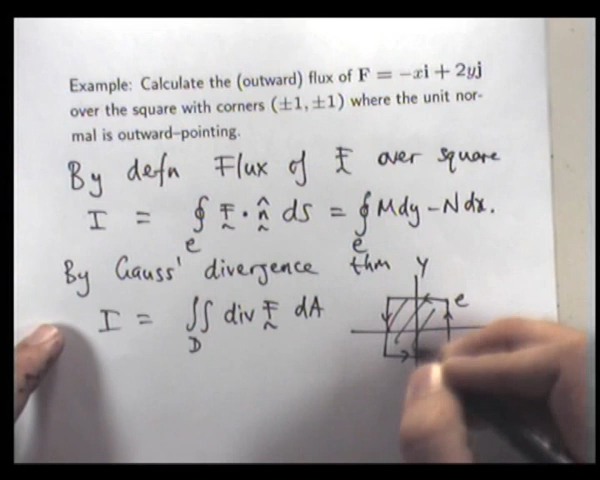 Example: Calculate the (outward) flux of F = −xi + 2yj
over the square with corners (±1, ±1) where the unit nor-
mal is outward–pointing.
By defn Flux of F over square
I = ∮ F · n̂ ds = ∮ M dy − N dx.
e e
By Gauss' divergence thm
y
I = ∬ div F dA
D
e